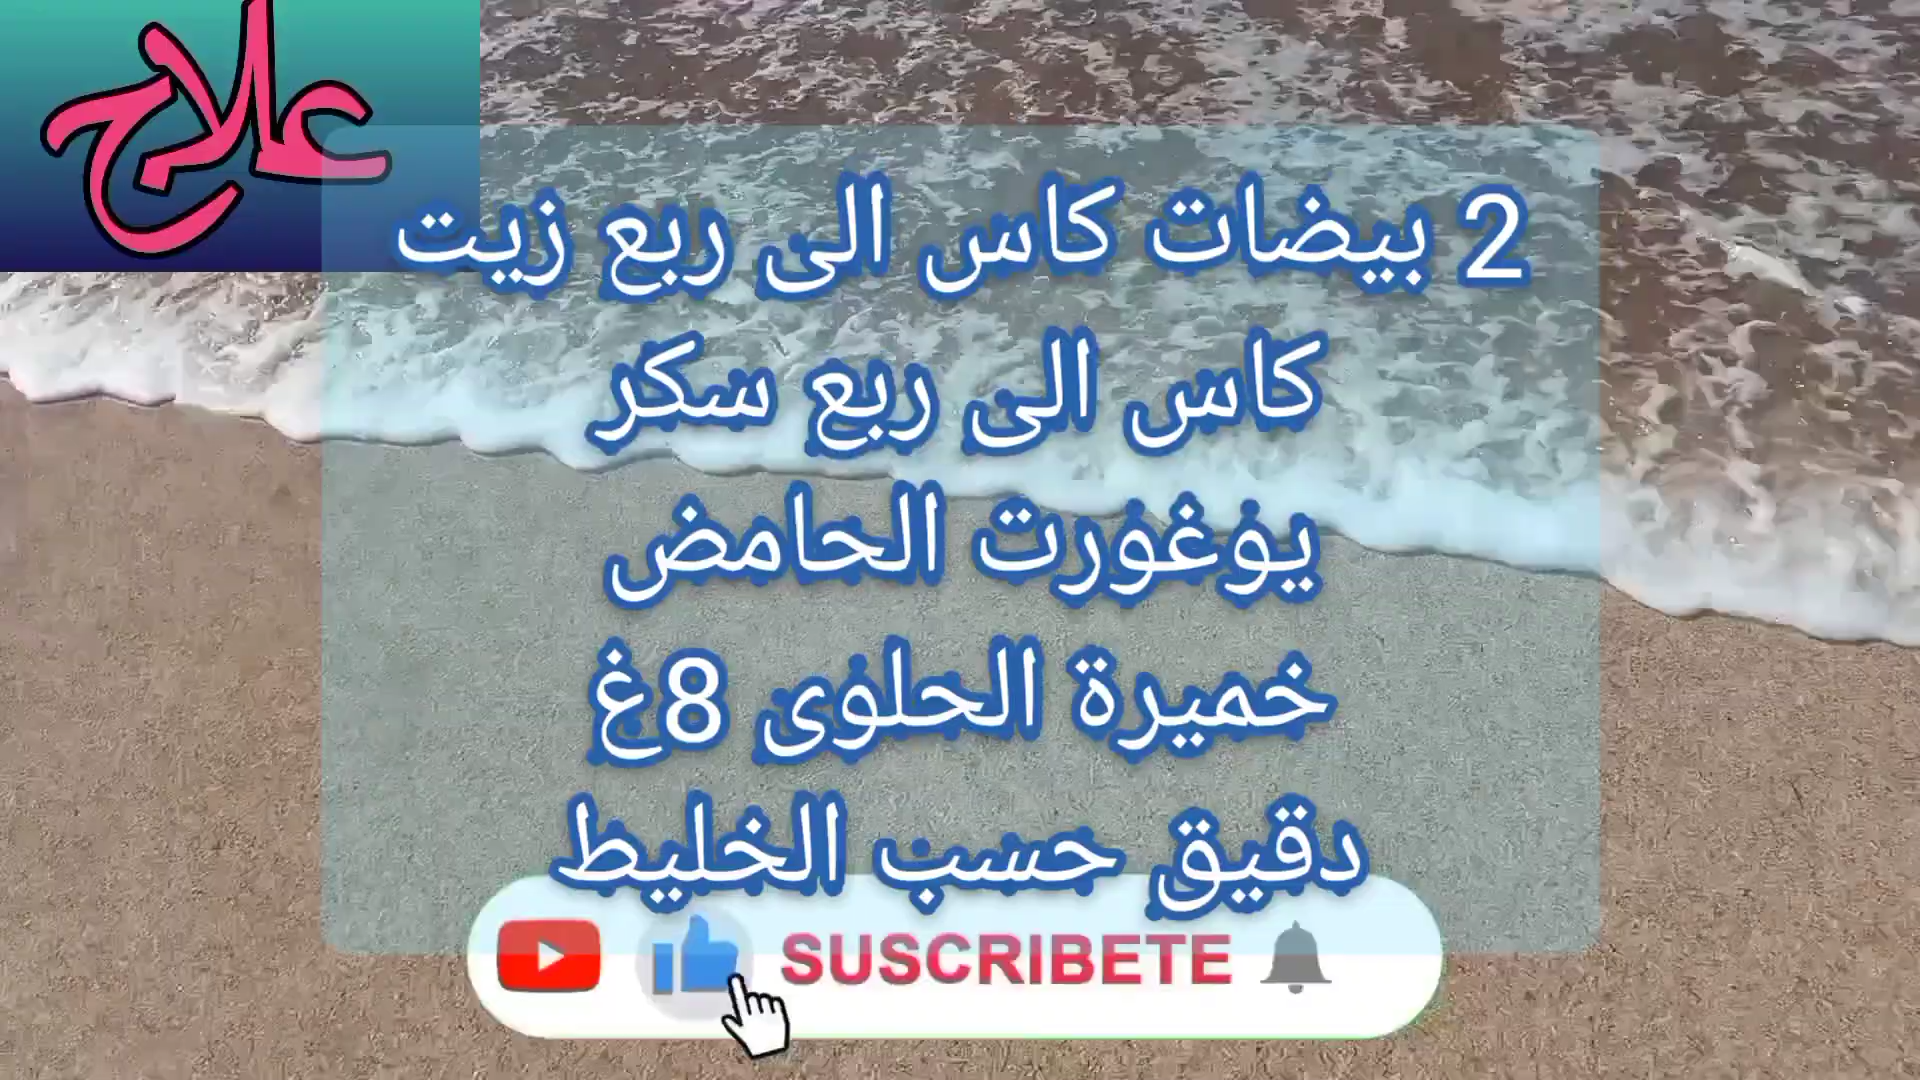 علاج
2 بيضات كاس الى ربع زيت
كاس الى ربع سكر
يوغورت الحامض
خميرة الحلوى 8غ
دقيق حسب الخليط
SUSCRIBETE